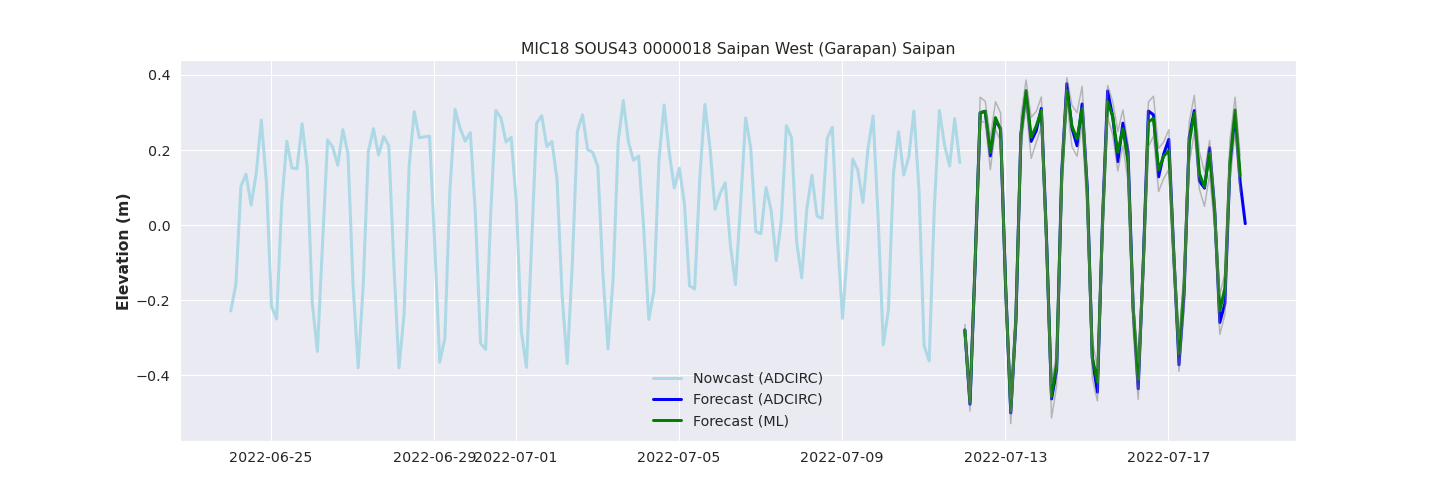 MIC18 SOUS43 0000018 Saipan West (Garapan) Saipan
Elevation (m)
0.4
0.2
0.0
−0.2
−0.4
Nowcast (ADCIRC)
Forecast (ADCIRC)
Forecast (ML)
2022-06-25
2022-06-29
2022-07-01
2022-07-05
2022-07-09
2022-07-13
2022-07-17